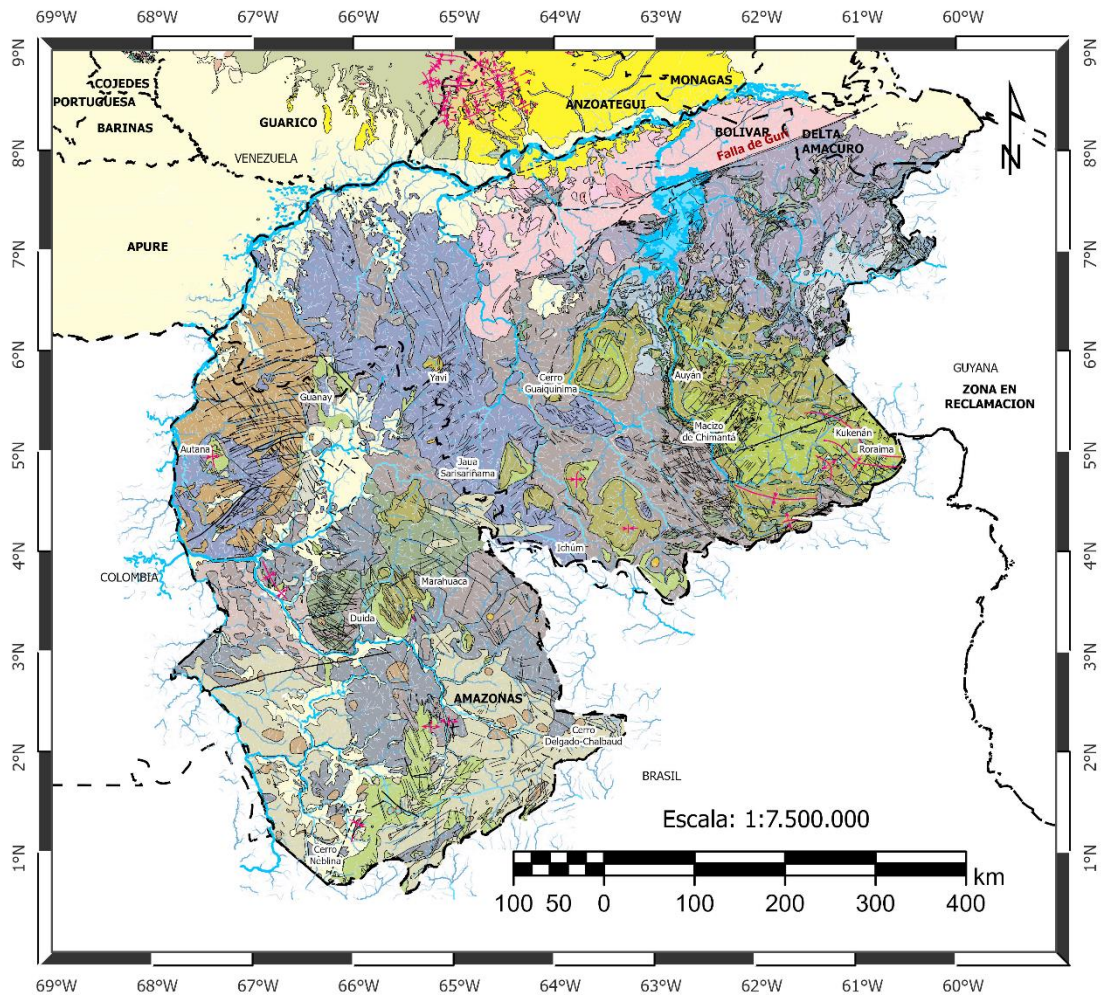 69°W 68°W 67°W 66°W 65°W 64°W 63°W 62°W 61°W 60°W
9°N
9°N
COJEDES
MONAGAS
PORTUGUESA
ANZOATEGUI
BARINAS
GUARICO
BOLIVAR
DELTA
AMACURO
Falla de Guri
VENEZUELA
N
8°N
8°N
APURE
7°N
7°N
6°N
6°N
GUYANA
ZONA EN
RECLAMACION
Yavi
Cerro
Guaiquinima
Auyán
Guanay
Macizo
de Chimantá
Kukenán
Roraima
Autana
5°N
5°N
Jaua
Sarisariñama
Ichúm
4°N
4°N
COLOMBIA
Marahuaca
Duida
3°N
3°N
AMAZONAS
Cerro
Delgado-Chalbaud
2°N
2°N
BRASIL
Escala: 1:7.500.000
Cerro
Neblina
1°N
1°N
km
100 50 0 100 200 300 400
69°W 68°W 67°W 66°W 65°W 64°W 63°W 62°W 61°W 60°W